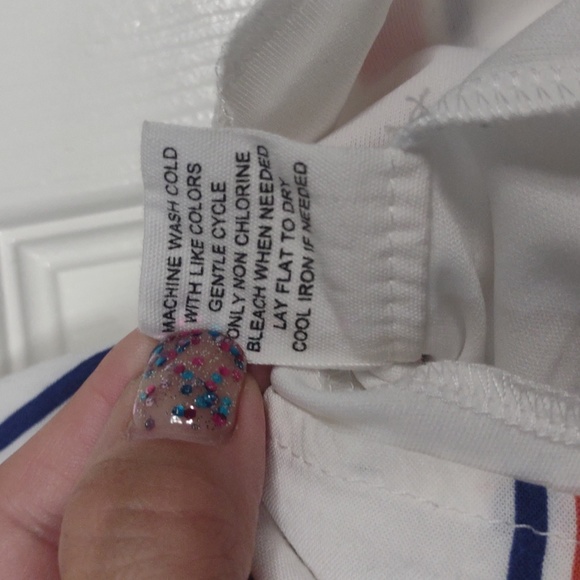 MACHINE WASH COLD
WITH LIKE COLORS
GENTLE CYCLE
ONLY NON CHLORINE
BLEACH WHEN NEEDED
LAY FLAT TO DRY
COOL IRON IF NEEDED